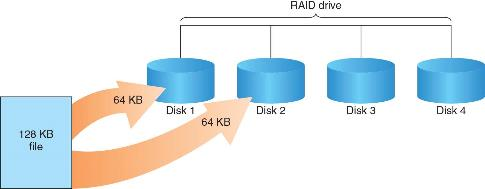 RAID drive
64 KB
Disk 1
Disk 2
Disk 3
Disk 4
64 KB
128 KB
file